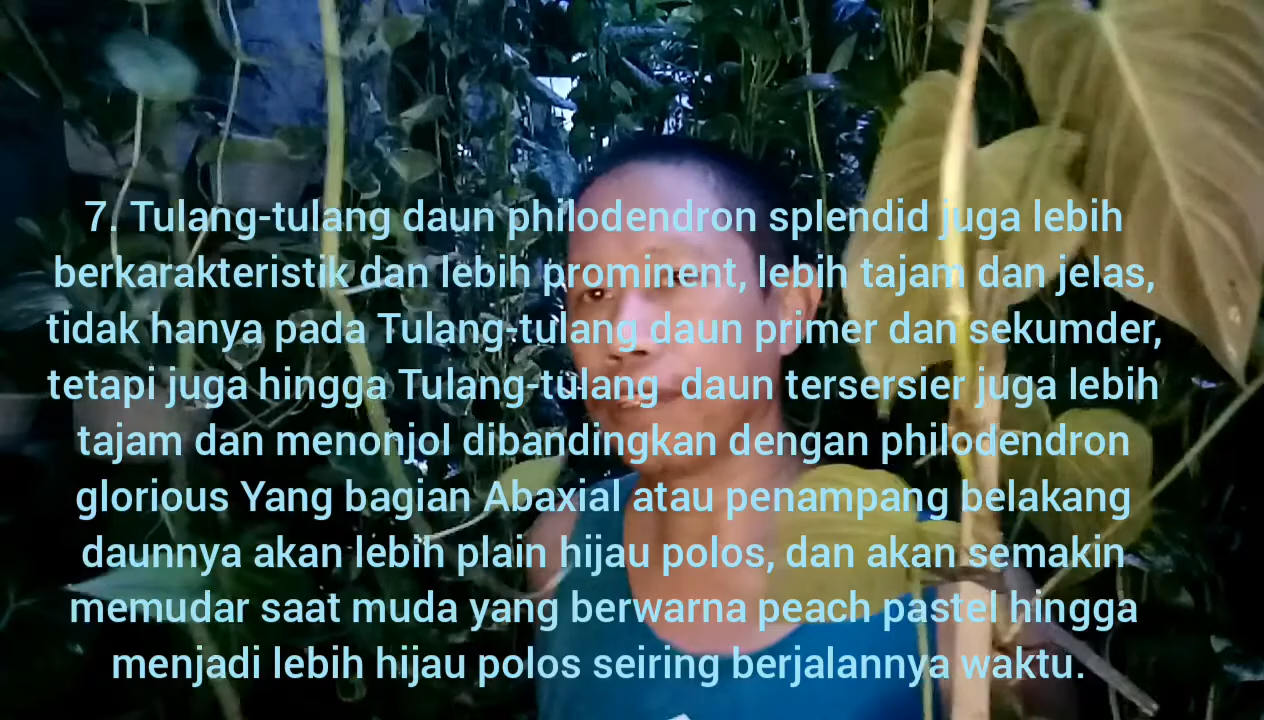 7. Tulang-tulang daun philodendron splendid juga lebih
berkarakteristik dan lebih prominent, lebih tajam dan jelas,
tidak hanya pada Tulang-tulang daun primer dan sekumder,
tetapi juga hingga Tulang-tulang  daun tersersier juga lebih
tajam dan menonjol dibandingkan dengan philodendron
glorious Yang bagian Abaxial atau penampang belakang
daunnya akan lebih plain hijau polos, dan akan semakin
memudar saat muda yang berwarna peach pastel hingga
menjadi lebih hijau polos seiring berjalannya waktu.